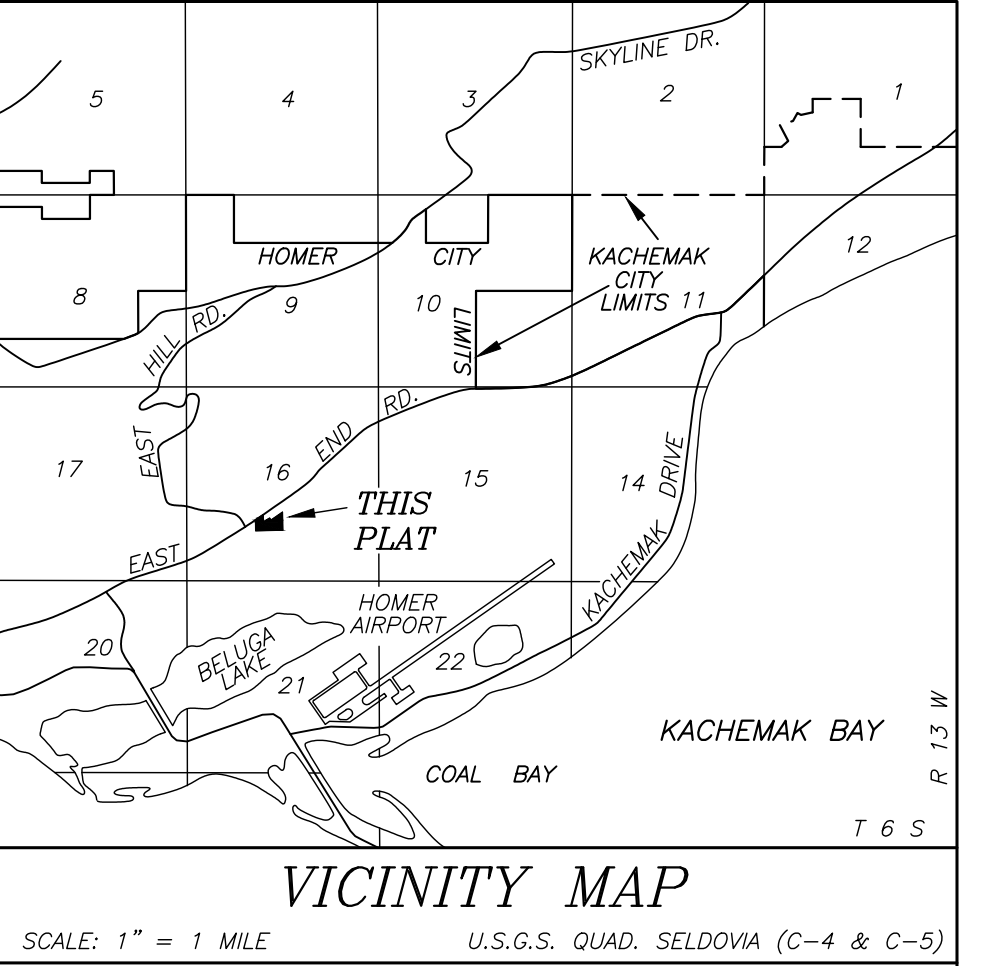 SKYLINE DR.
5
4
3
2
1
HOMER
CITY
LIMITS
KACHEMAK
CITY
LIMITS
12
8
9
10
11
HILL RD.
EAST
EAST END RD.
17
16
15
14
THIS
PLAT
KACHEMAK DRIVE
HOMER
AIRPORT
20
BELUGA
LAKE
21
22
KACHEMAK BAY
COAL BAY
R 13 W
T 6 S
VICINITY MAP
SCALE: 1" = 1 MILE
U.S.G.S. QUAD. SELDOVIA (C-4 & C-5)